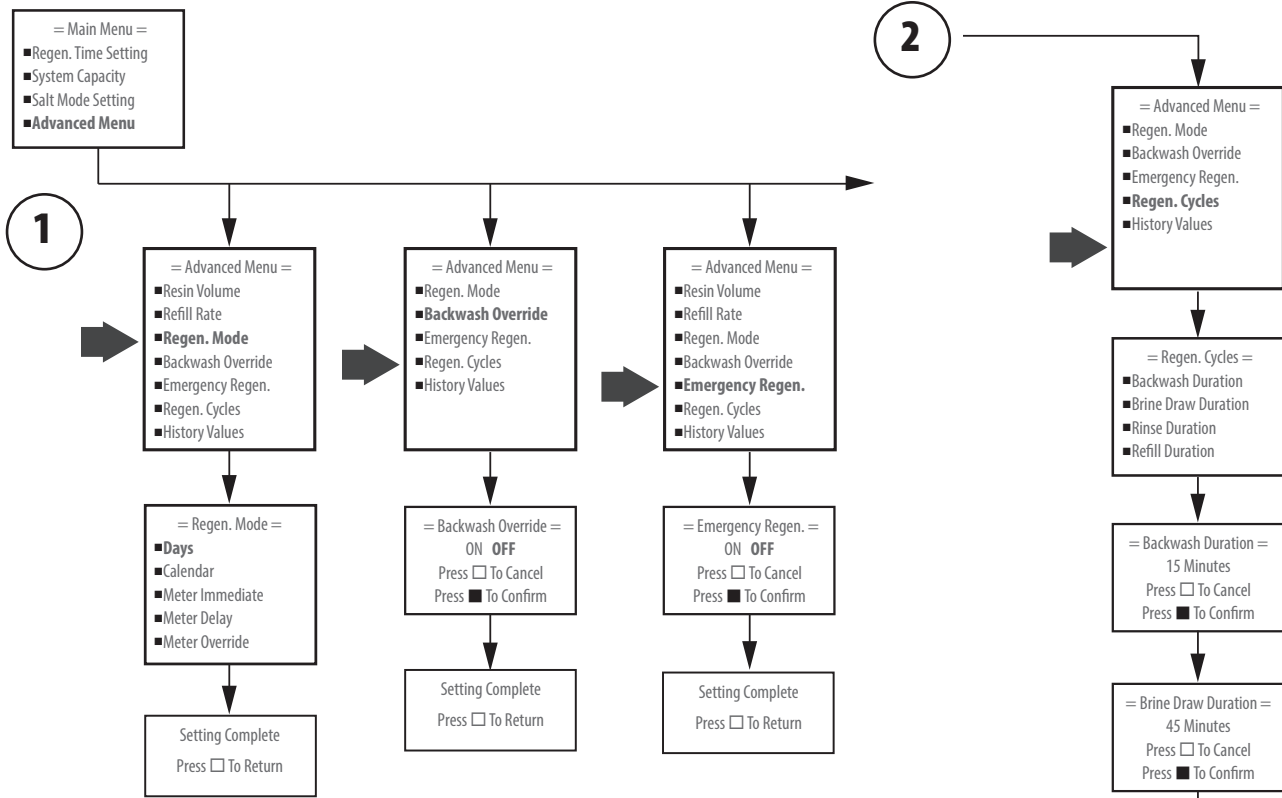 = Main Menu =
■Regen. Time Setting
■System Capacity
■Salt Mode Setting
■Advanced Menu
1
= Advanced Menu =
■Resin Volume
■Refill Rate
■Regen. Mode
■Backwash Override
■Emergency Regen.
■Regen. Cycles
■History Values
= Regen. Mode =
■Days
■Calendar
■Meter Immediate
■Meter Delay
■Meter Override
Setting Complete
Press □ To Return
= Advanced Menu =
■Regen. Mode
■Backwash Override
■Emergency Regen.
■Regen. Cycles
■History Values
= Backwash Override =
ON OFF
Press □ To Cancel
Press ■ To Confirm
Setting Complete
Press □ To Return
= Advanced Menu =
■Resin Volume
■Refill Rate
■Regen. Mode
■Backwash Override
■Emergency Regen.
■Regen. Cycles
■History Values
= Emergency Regen. =
ON OFF
Press □ To Cancel
Press ■ To Confirm
Setting Complete
Press □ To Return
2
= Advanced Menu =
■Regen. Mode
■Backwash Override
■Emergency Regen.
■Regen. Cycles
■History Values
= Regen. Cycles =
■Backwash Duration
■Brine Draw Duration
■Rinse Duration
■Refill Duration
= Backwash Duration =
15 Minutes
Press □ To Cancel
Press ■ To Confirm
= Brine Draw Duration =
45 Minutes
Press □ To Cancel
Press ■ To Confirm